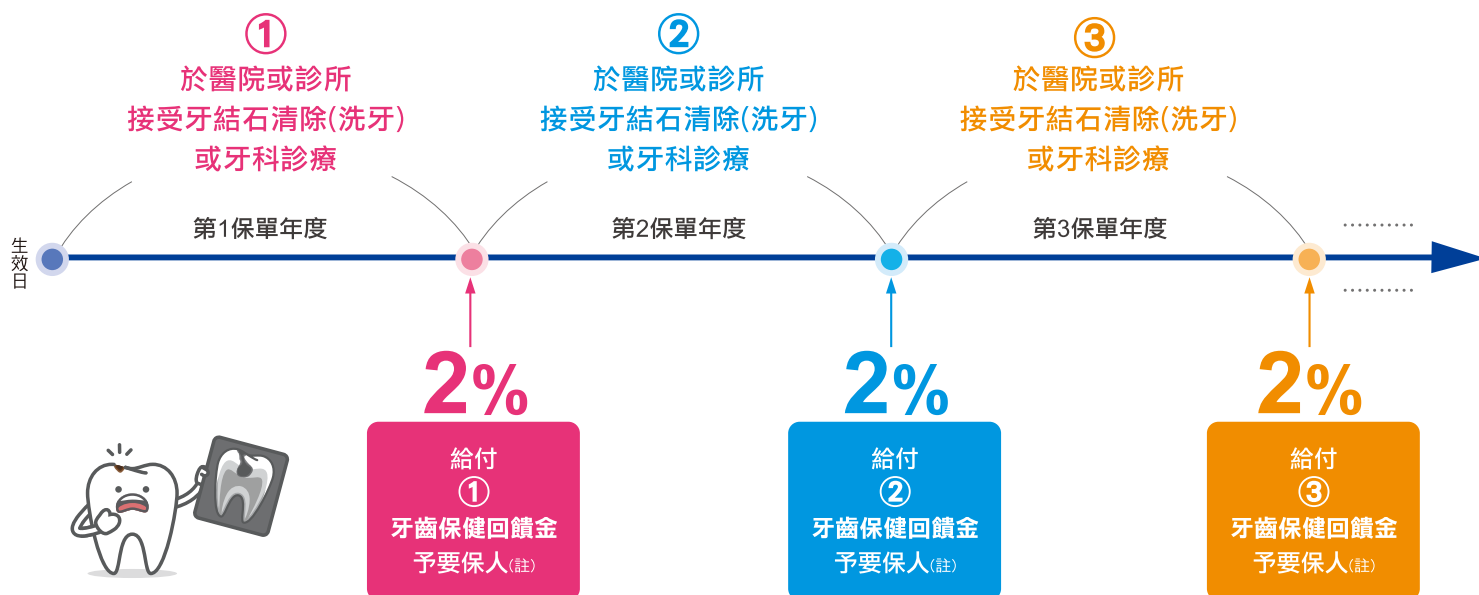 ①
於醫院或診所
接受牙結石清除(洗牙)
或牙科診療
②
於醫院或診所
接受牙結石清除(洗牙)
或牙科診療
③
於醫院或診所
接受牙結石清除(洗牙)
或牙科診療
生效日
第1保單年度
第2保單年度
第3保單年度
..........
..........
2%
給付
①
牙齒保健回饋金
予要保人(註)
2%
給付
②
牙齒保健回饋金
予要保人(註)
2%
給付
③
牙齒保健回饋金
予要保人(註)